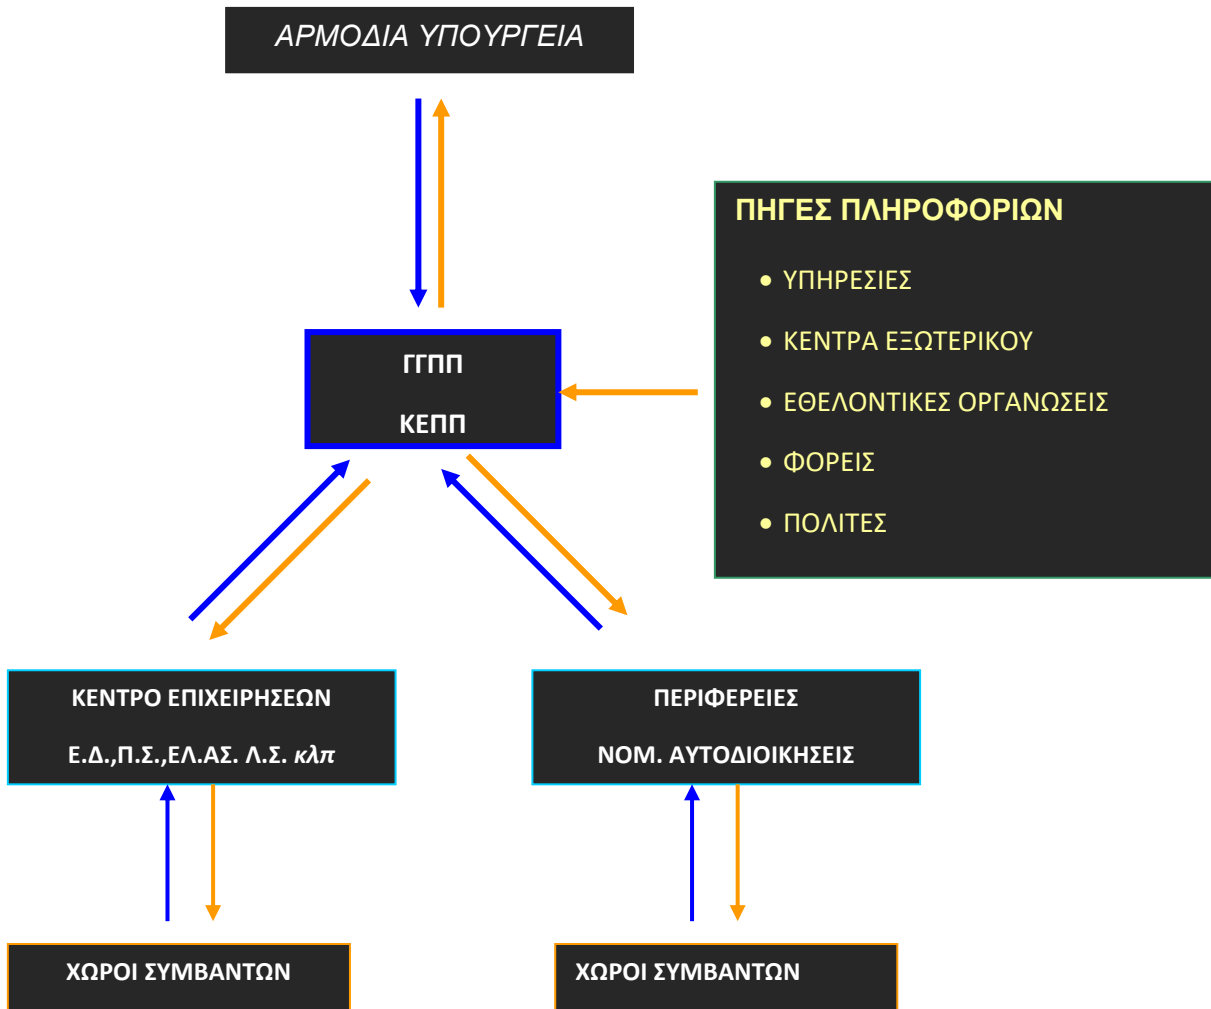 ΑΡΜΟΔΙΑ ΥΠΟΥΡΓΕΙΑ
ΠΗΓΕΣ ΠΛΗΡΟΦΟΡΙΩΝ
• ΥΠΗΡΕΣΙΕΣ
• ΚΕΝΤΡΑ ΕΞΩΤΕΡΙΚΟΥ
• ΕΘΕΛΟΝΤΙΚΕΣ ΟΡΓΑΝΩΣΕΙΣ
• ΦΟΡΕΙΣ
• ΠΟΛΙΤΕΣ
ΓΓΠΠ
ΚΕΠΠ
ΚΕΝΤΡΟ ΕΠΙΧΕΙΡΗΣΕΩΝ
Ε.Δ.,Π.Σ.,ΕΛ.ΑΣ. Λ.Σ. κλπ
ΠΕΡΙΦΕΡΕΙΕΣ
ΝΟΜ. ΑΥΤΟΔΙΟΙΚΗΣΕΙΣ
ΧΩΡΟΙ ΣΥΜΒΑΝΤΩΝ
ΧΩΡΟΙ ΣΥΜΒΑΝΤΩΝ